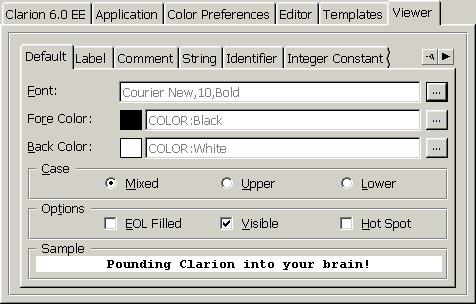 Clarion 6.0 EE Application Color Preferences Editor Templates Viewer
Default Label Comment String Identifier Integer Constant
Font: Courier New,10,Bold ...
Fore Color: COLOR:Black ...
Back Color: COLOR:White ...
Case
Mixed Upper Lower
Options
EOL Filled Visible Hot Spot
Sample
Pounding Clarion into your brain!